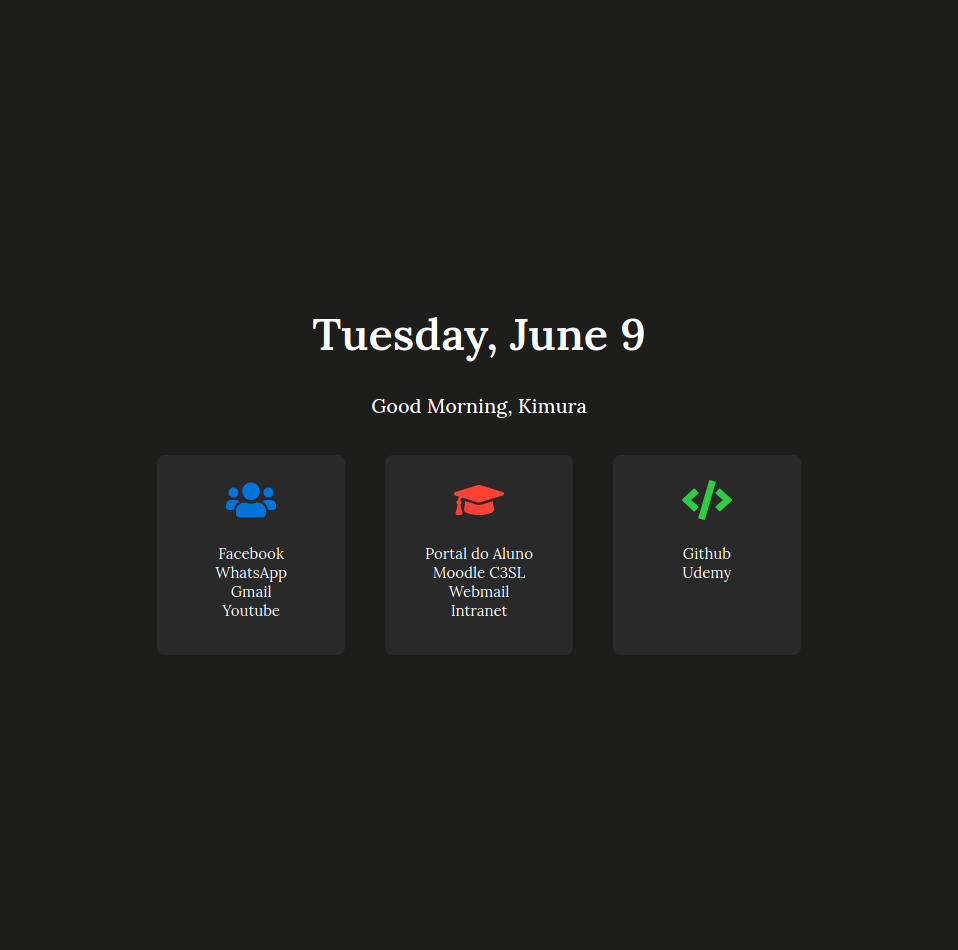 Tuesday, June 9
Good Morning, Kimura
Facebook
WhatsApp
Gmail
Youtube
Portal do Aluno
Moodle C3SL
Webmail
Intranet
Github
Udemy